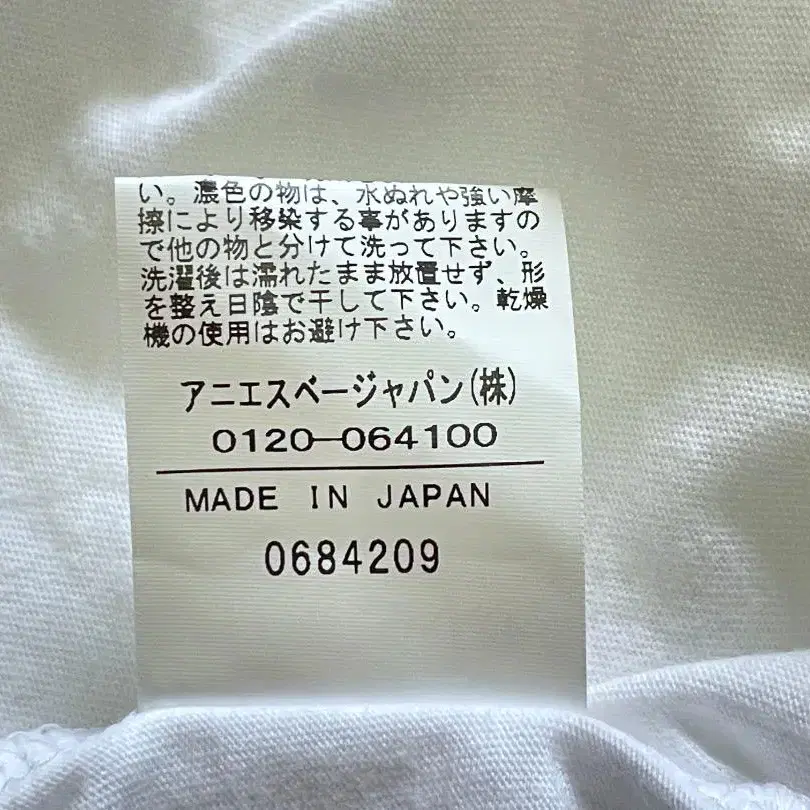 い。濃色の物は、水ぬれや強い摩
擦により移染する事がありますの
で他の物と分けて洗って下さい。
洗濯後は濡れたまま放置せず、形
を整え日陰で干して下さい。乾燥
機の使用はお避け下さい。
アニエスベージャパン(株)
0120-064100
MADE IN JAPAN
0684209